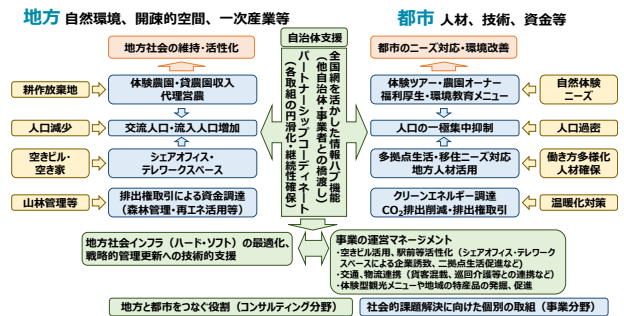 地方 自然環境、開疎的空間、一次産業等
都市 人材、技術、資金等
自治体支援
地方社会の維持・活性化
都市のニーズ対応・環境改善
耕作放棄地
体験農園・貸農園収入
代理営農
人口減少
交流人口・流入人口増加
空きビル・
空き家
シェアオフィス・
テレワークスペース
山林管理等
排出権取引による資金調達
（森林管理・再エネ活用等）
全国網を活かした情報ハブ機能
（他自治体・事業者との橋渡し）
パートナーシップコーディネート
（各取組の円滑化・継続性確保）
体験ツアー・農園オーナー
福利厚生・環境教育メニュー
自然体験
ニーズ
人口の一極集中抑制
人口過密
多拠点生活・移住ニーズ対応
地方人材活用
働き方多様化
人材確保
クリーンエネルギー調達
CO2排出削減・排出権取引
温暖化対策
地方社会インフラ（ハード・ソフト）の最適化、
戦略的管理更新への技術的支援
事業の運営マネージメント
・空きビル活用、駅前等活性化（シェアオフィス・テレワーク
スペースによる企業誘致、二拠点生活促進など）
・交通、物流連携（貨客混載、巡回介護等との連携など）
・体験型観光メニューや地域の特産品の発掘、促進
地方と都市をつなぐ役割（コンサルティング分野）
社会的課題解決に向けた個別の取組（事業分野）